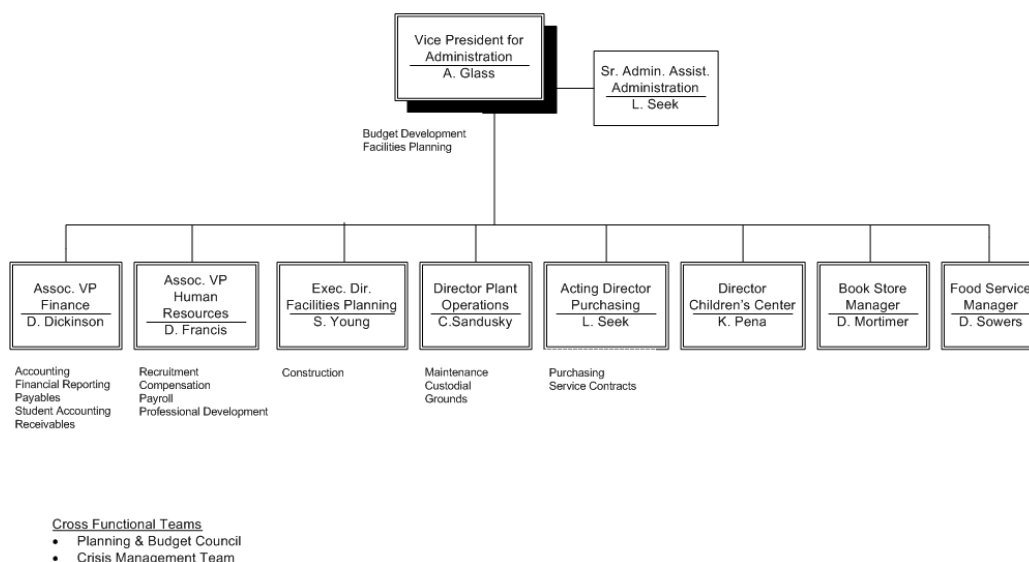 Vice President for
Administration
A. Glass
Sr. Admin. Assist.
Administration
L. Seek
Budget Development
Facilities Planning
Assoc. VP
Finance
D. Dickinson
Assoc. VP
Human
Resources
D. Francis
Exec. Dir.
Facilities Planning
S. Young
Director Plant
Operations
C.Sandusky
Acting Director
Purchasing
L. Seek
Director
Children's Center
K. Pena
Book Store
Manager
D. Mortimer
Food Service
Manager
D. Sowers
Accounting
Financial Reporting
Payables
Student Accounting
Receivables
Recruitment
Compensation
Payroll
Professional Development
Construction
Maintenance
Custodial
Grounds
Purchasing
Service Contracts
Cross Functional Teams
• Planning & Budget Council
• Crisis Management Team